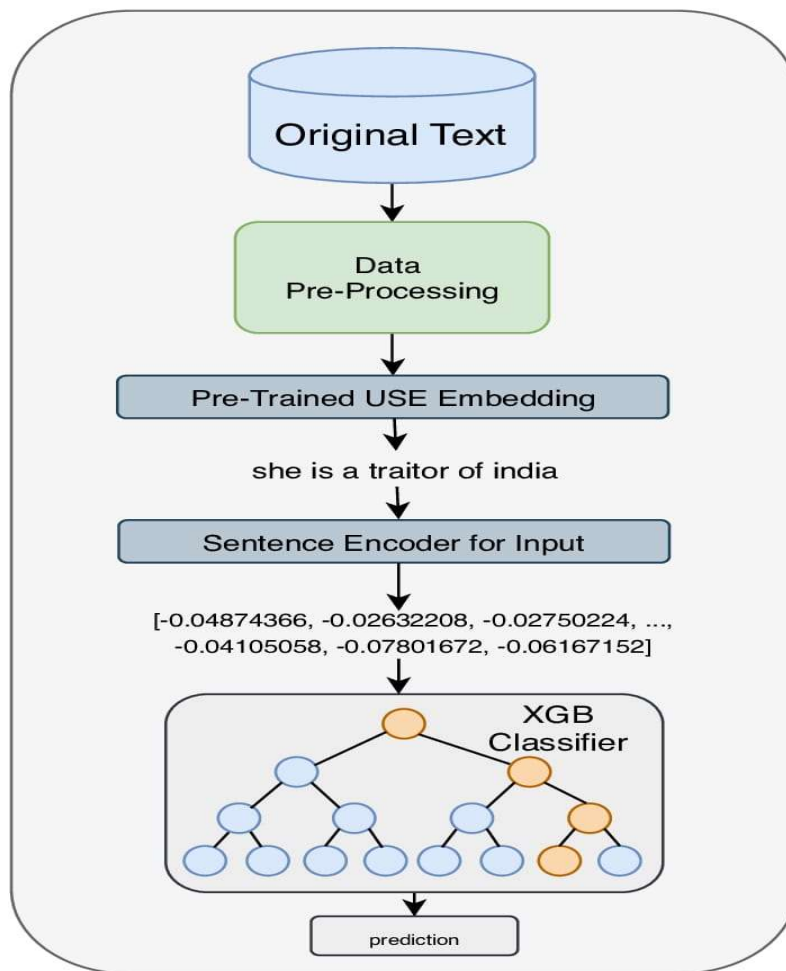 Original Text
Data
Pre-Processing
Pre-Trained USE Embedding
she is a traitor of india
Sentence Encoder for Input
[-0.04874366, -0.02632208, -0.02750224, ...,
-0.04105058, -0.07801672, -0.06167152]
XGB
Classifier
prediction